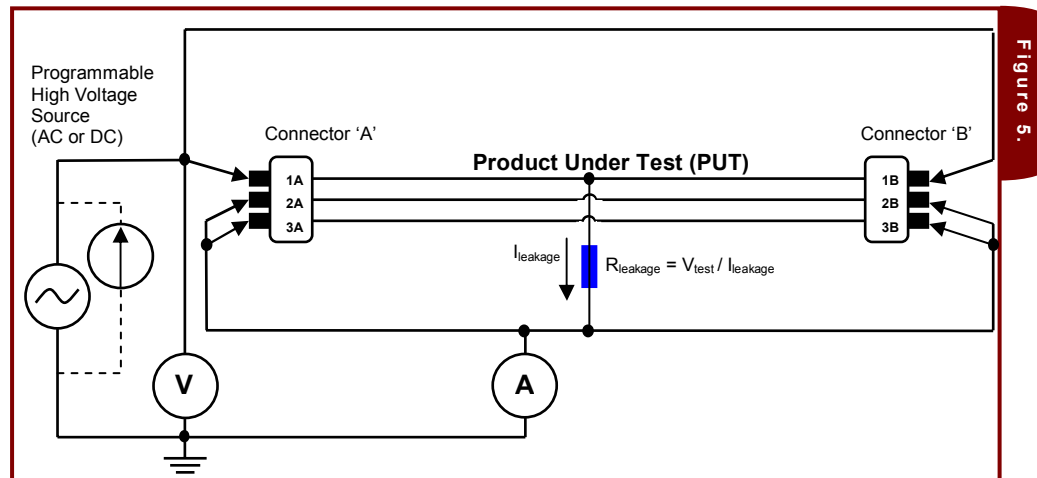 Figure 5.
Programmable
High Voltage
Source
(AC or DC)
Connector ‘A’
Connector ‘B’
Product Under Test (PUT)
1A
2A
3A
1B
2B
3B
Ileakage
Rleakage = Vtest / Ileakage
V
A